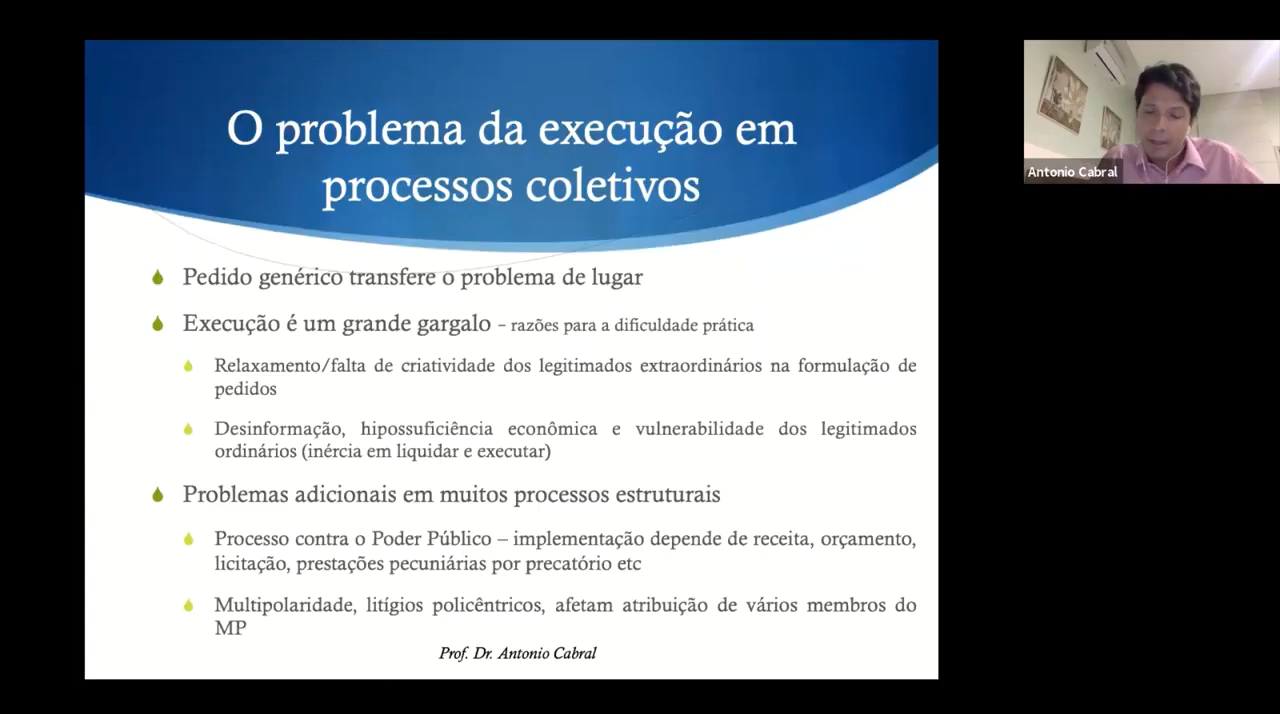 O problema da execução em
processos coletivos
Pedido genérico transfere o problema de lugar
Execução é um grande gargalo – razões para a dificuldade prática
Relaxamento/falta de criatividade dos legitimados extraordinários na formulação de
pedidos
Desinformação, hipossuficiência econômica e vulnerabilidade dos legitimados
ordinários (inércia em liquidar e executar)
Problemas adicionais em muitos processos estruturais
Processo contra o Poder Público – implementação depende de receita, orçamento,
licitação, prestações pecuniárias por precatório etc
Multipolaridade, litígios policêntricos, afetam atribuição de vários membros do
MP
Prof. Dr. Antonio Cabral
Antonio Cabral